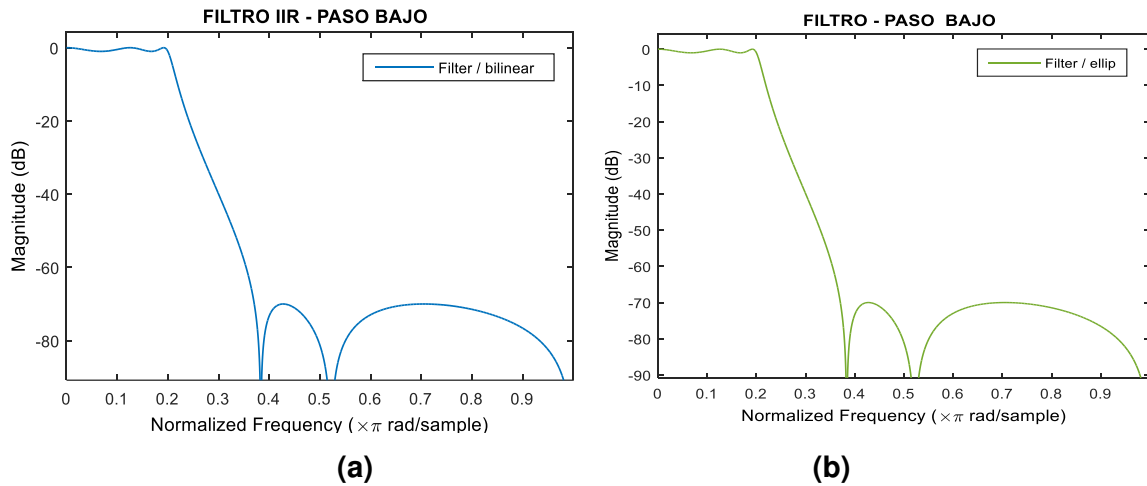 FILTRO IIR - PASO BAJO
Filter / bilinear
Magnitude (dB)
0
-20
-40
-60
-80
0 0.1 0.2 0.3 0.4 0.5 0.6 0.7 0.8 0.9
Normalized Frequency (×π rad/sample)
(a)
FILTRO - PASO BAJO
Filter / ellip
Magnitude (dB)
0
-10
-20
-30
-40
-50
-60
-70
-80
-90
0 0.1 0.2 0.3 0.4 0.5 0.6 0.7 0.8 0.9
Normalized Frequency (×π rad/sample)
(b)